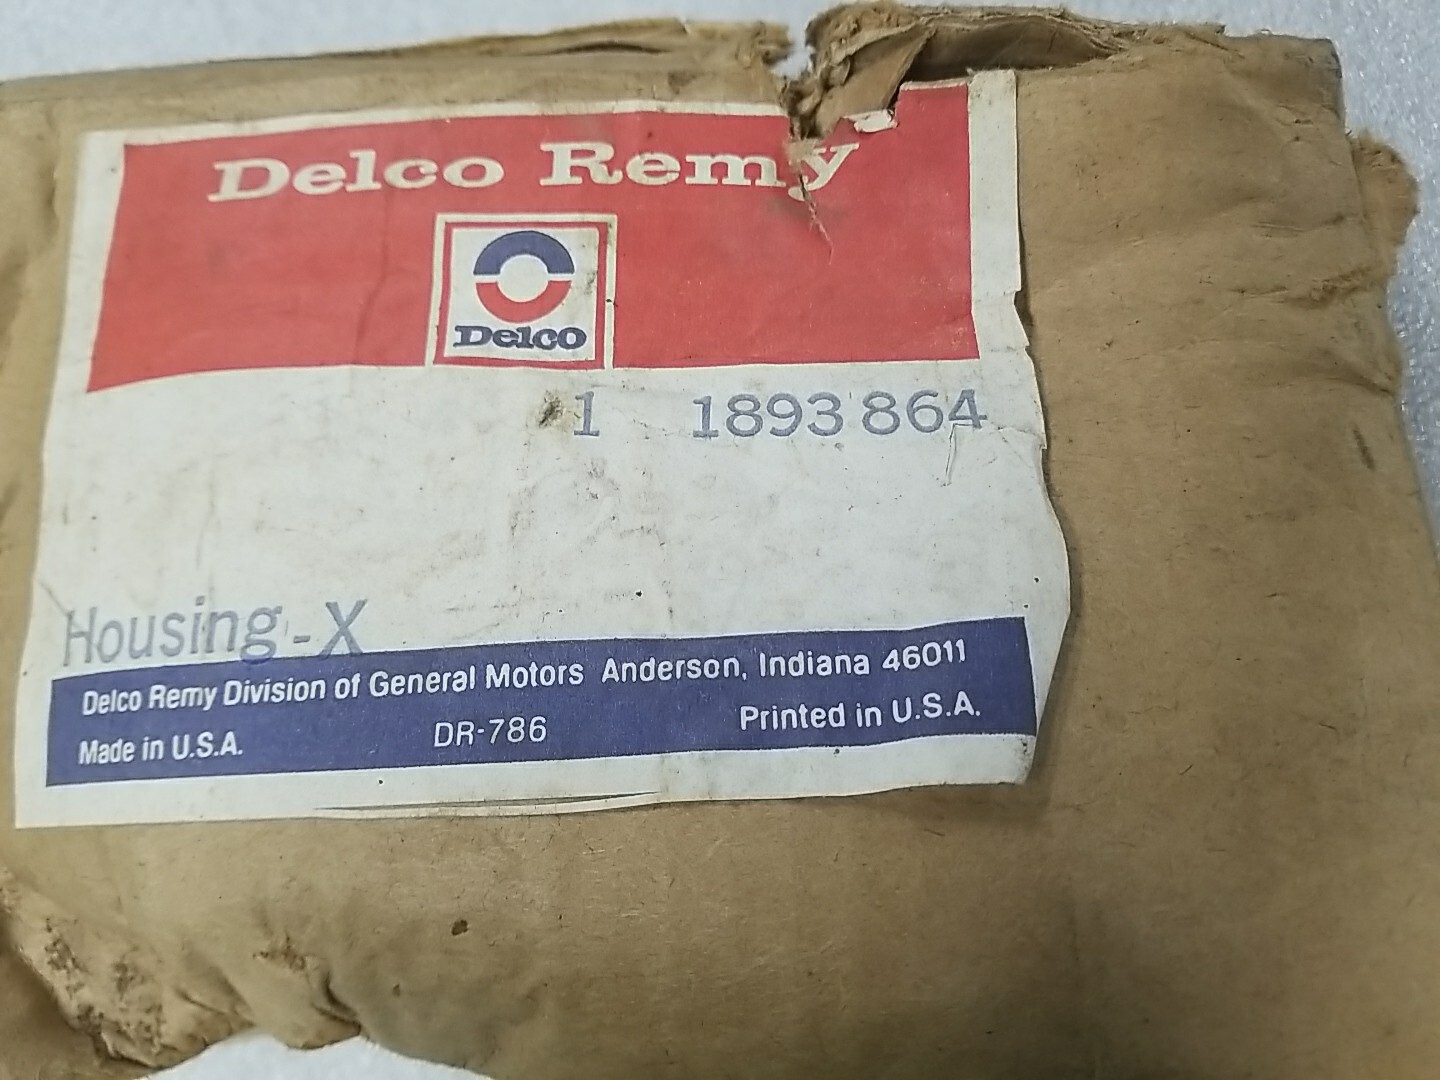 Delco Remy
Delco
1 1893 864
Housing-X
Delco Remy Division of General Motors Anderson, Indiana 46011
Made in U.S.A. DR-786 Printed in U.S.A.